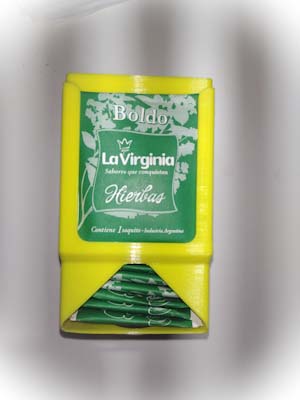 Boldo
La Virginia
Sabores que conquistan
Hierbas
Contiene 1 saquito - Industria Argentina